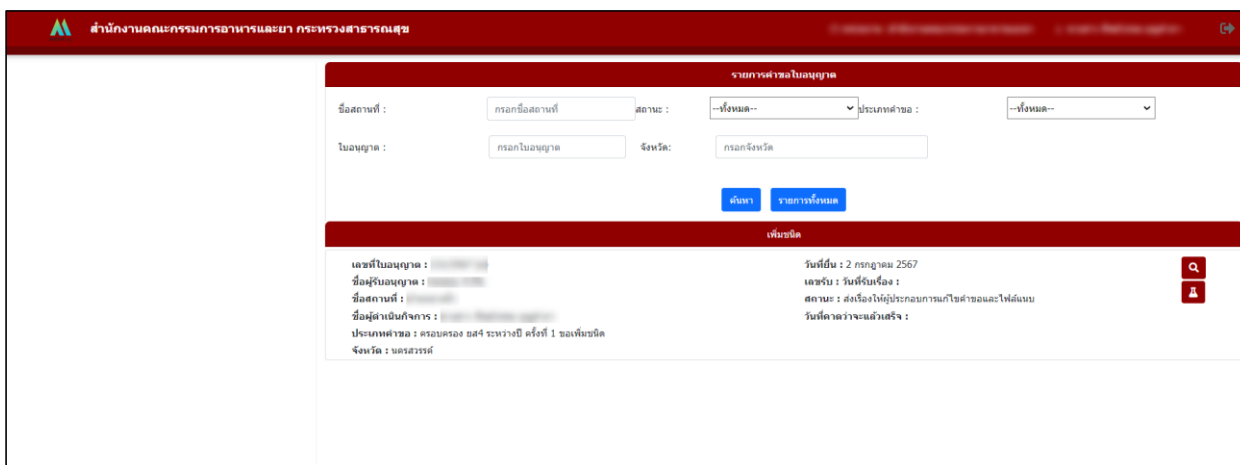 สำนักงานคณะกรรมการอาหารและยา กระทรวงสาธารณสุข
รายการคำขอใบอนุญาต
ชื่อสถานที่ : กรอกชื่อสถานที่ สถานะ : --ทั้งหมด-- ประเภทคำขอ : --ทั้งหมด--
ใบอนุญาต : กรอกใบอนุญาต จังหวัด: กรอกจังหวัด
ค้นหา รายการทั้งหมด
เพิ่มชนิด
เลขที่ใบอนุญาต : วันที่ยื่น : 2 กรกฎาคม 2567
ชื่อผู้รับอนุญาต : เลขรับ : วันที่รับเรื่อง :
ชื่อสถานที่ : สถานะ : ส่งเรื่องให้ผู้ประกอบการแก้ไขคำขอและไฟล์แนบ
ชื่อผู้ดำเนินกิจการ : วันที่คาดว่าจะแล้วเสร็จ :
ประเภทคำขอ : ครอบครอง ยส4 ระหว่างปี ครั้งที่ 1 ขอเพิ่มชนิด
จังหวัด : นครสวรรค์